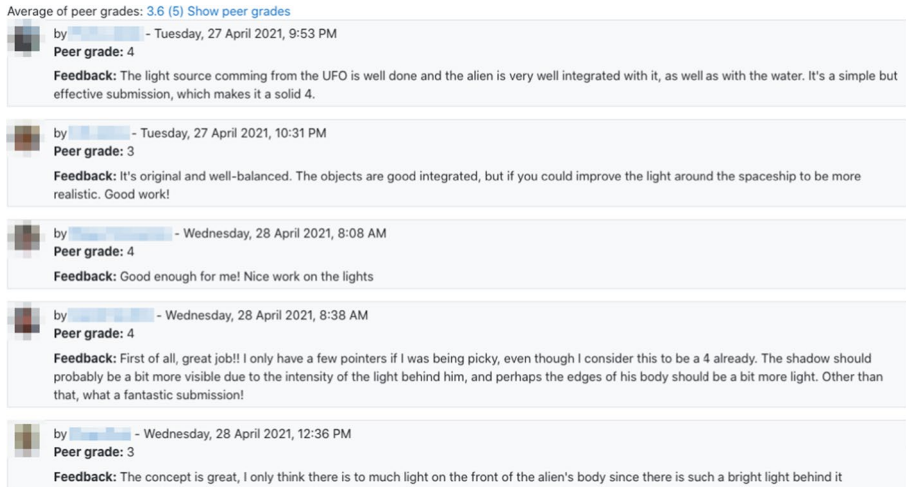 Average of peer grades: 3.6 (5) Show peer grades
by - Tuesday, 27 April 2021, 9:53 PM
Peer grade: 4
Feedback: The light source comming from the UFO is well done and the alien is very well integrated with it, as well as with the water. It's a simple but
effective submission, which makes it a solid 4.
by - Tuesday, 27 April 2021, 10:31 PM
Peer grade: 3
Feedback: It's original and well-balanced. The objects are good integrated, but if you could improve the light around the spaceship to be more
realistic. Good work!
by - Wednesday, 28 April 2021, 8:08 AM
Peer grade: 4
Feedback: Good enough for me! Nice work on the lights
by - Wednesday, 28 April 2021, 8:38 AM
Peer grade: 4
Feedback: First of all, great job!! I only have a few pointers if I was being picky, even though I consider this to be a 4 already. The shadow should
probably be a bit more visible due to the intensity of the light behind him, and perhaps the edges of his body should be a bit more light. Other than
that, what a fantastic submission!
by - Wednesday, 28 April 2021, 12:36 PM
Peer grade: 3
Feedback: The concept is great, I only think there is to much light on the front of the alien's body since there is such a bright light behind it